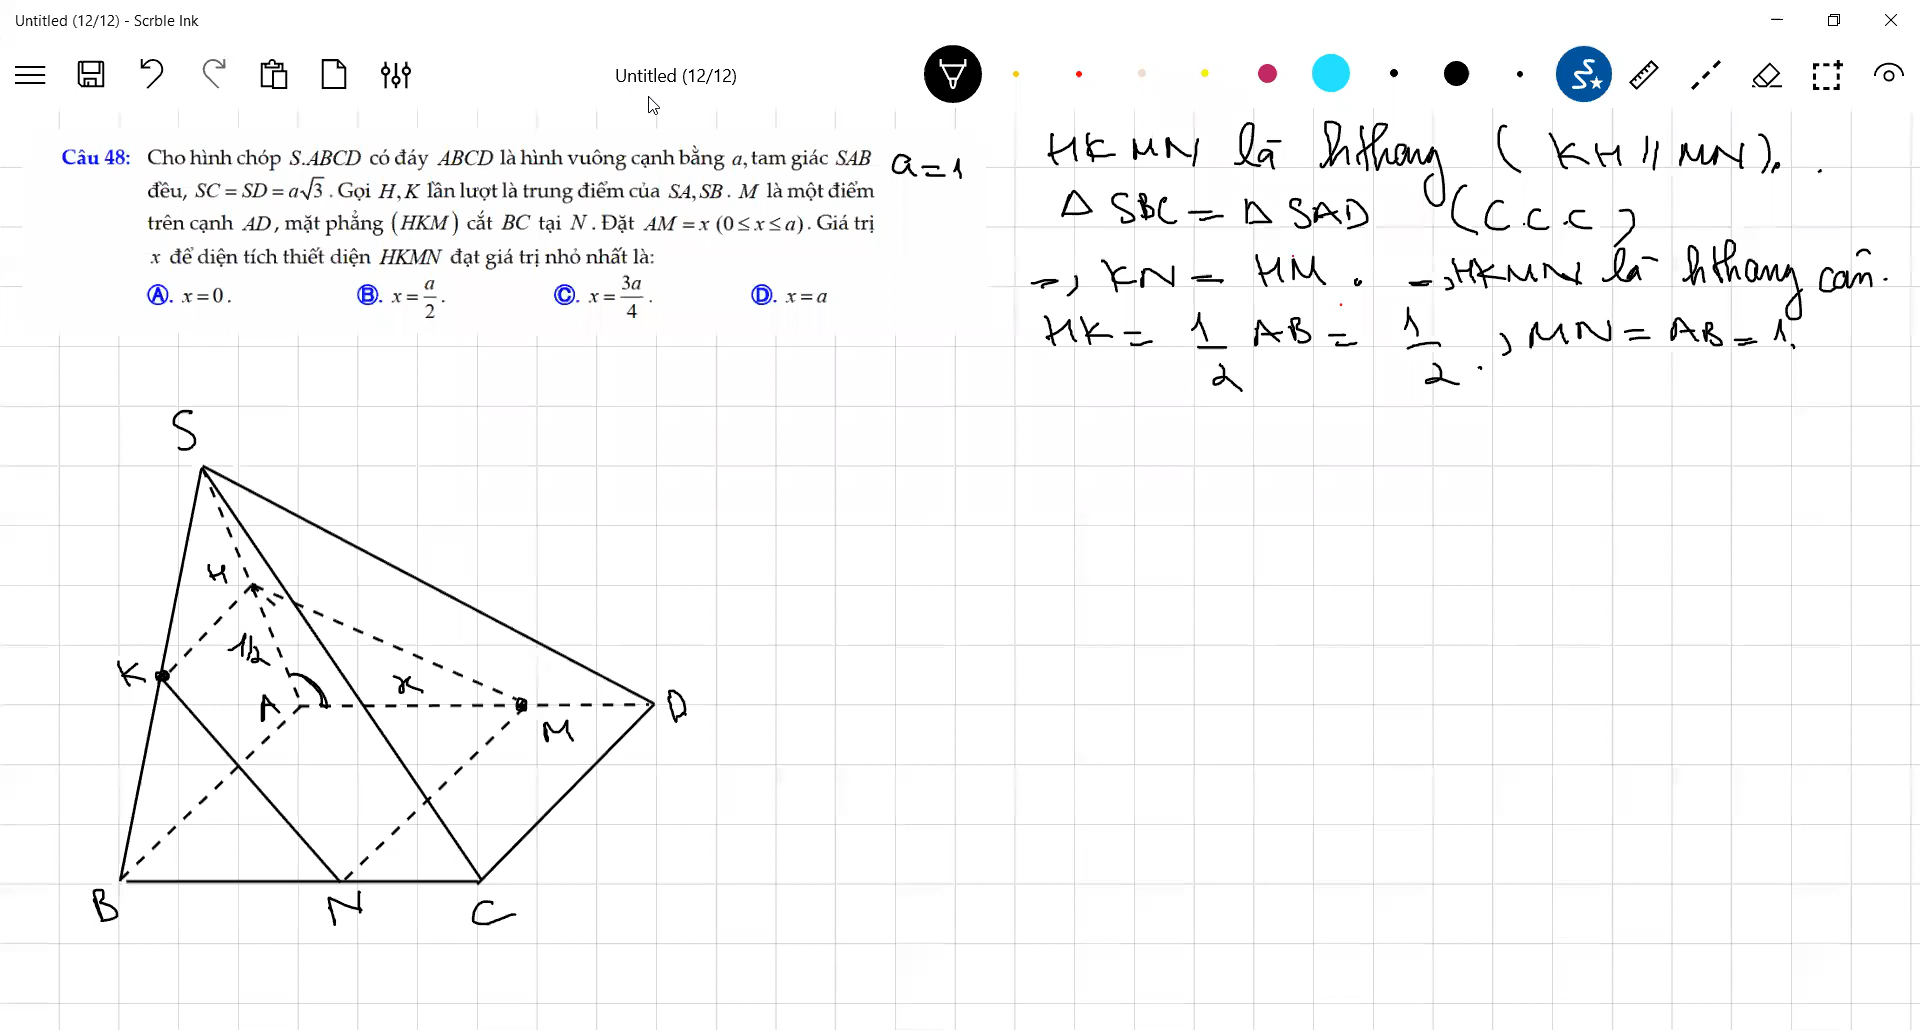 Untitled (12/12) - Scrble Ink
Untitled (12/12)
Câu 48: Cho hình chóp S.ABCD có đáy ABCD là hình vuông cạnh bằng a, tam giác SAB
đều, SC = SD = a√3. Gọi H, K lần lượt là trung điểm của SA, SB. M là một điểm
trên cạnh AD, mặt phẳng (HKM) cắt BC tại N. Đặt AM = x (0 ≤ x ≤ a). Giá trị
x để diện tích thiết diện HKMN đạt giá trị nhỏ nhất là:
A. x = 0. B. x = a/2. C. x = 3a/4. D. x = a
a = 1
HKMN là hthang (KH // MN).
Δ SBC = Δ SAD (c.c.c)
=> KN = HM. => HKMN là hthang cân.
HK = 1/2 AB = 1/2. , MN = AB = 1.
S
H
1/2
K
A
x
M
D
B
N
C